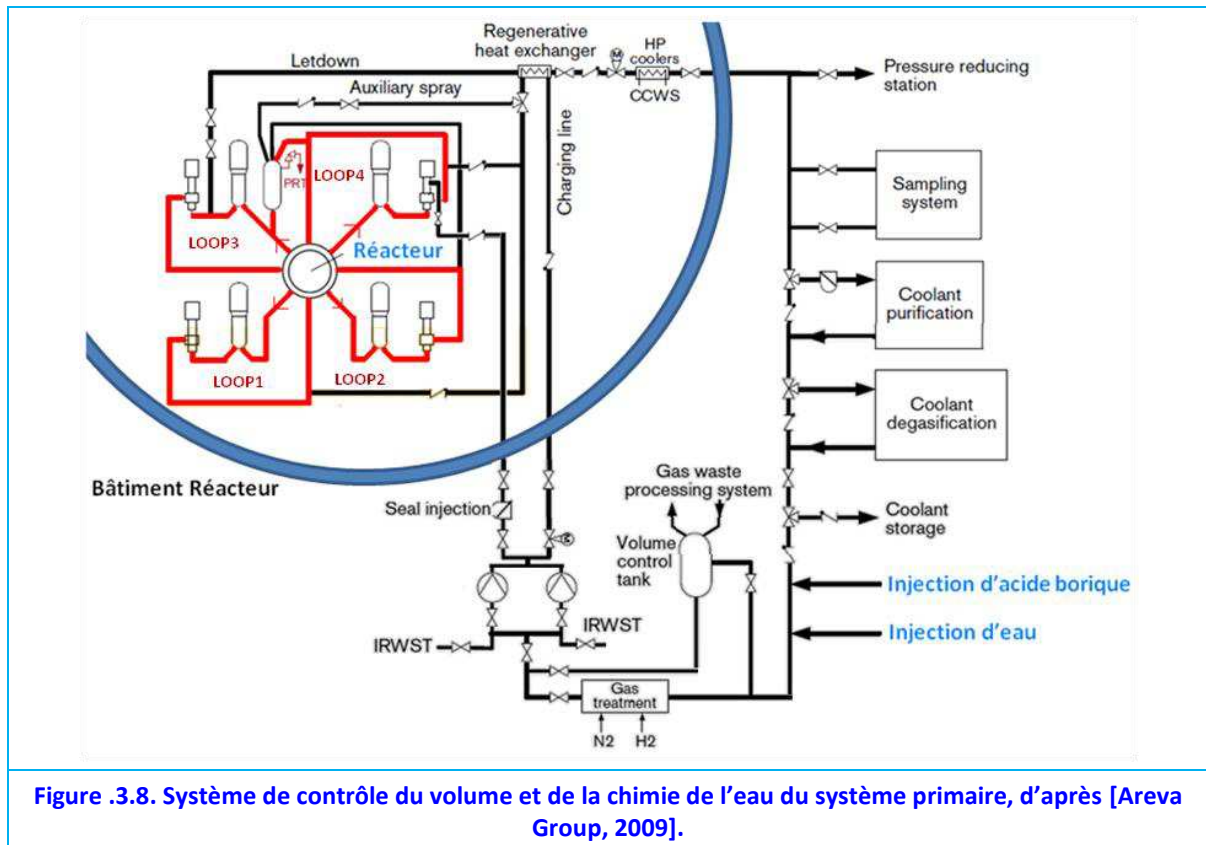 Regenerative
heat exchanger
HP
coolers
M
Letdown
Pressure reducing
station
Auxiliary spray
CCWS
Charging line
LOOP4
PRT
Sampling
system
LOOP3
Réacteur
Coolant
purification
LOOP1
LOOP2
Coolant
degasification
Bâtiment Réacteur
Gas waste
processing system
Seal injection
Coolant
storage
Volume
control
tank
Injection d'acide borique
IRWST
Injection d'eau
IRWST
Gas
treatment
N2 H2
Figure .3.8. Système de contrôle du volume et de la chimie de l'eau du système primaire, d'après [Areva
Group, 2009].